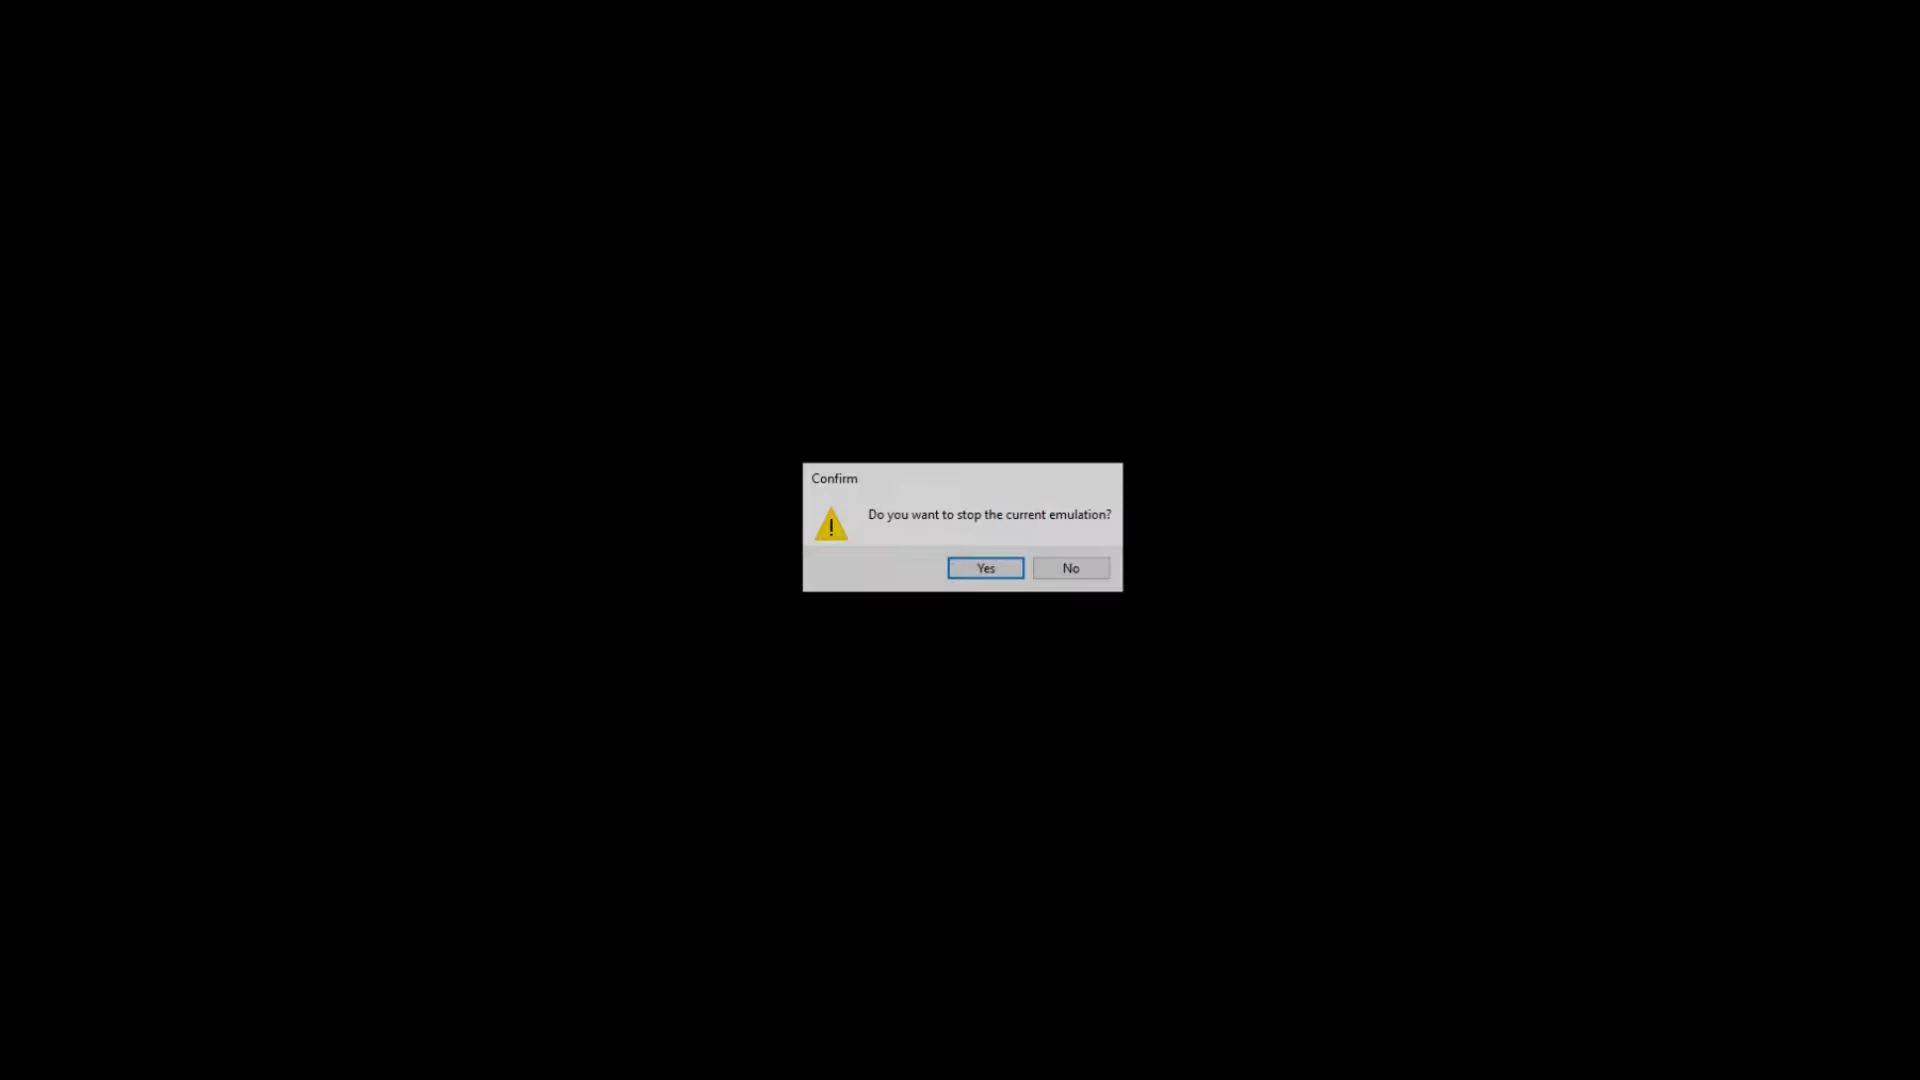 Confirm
Do you want to stop the current emulation?
Yes
No